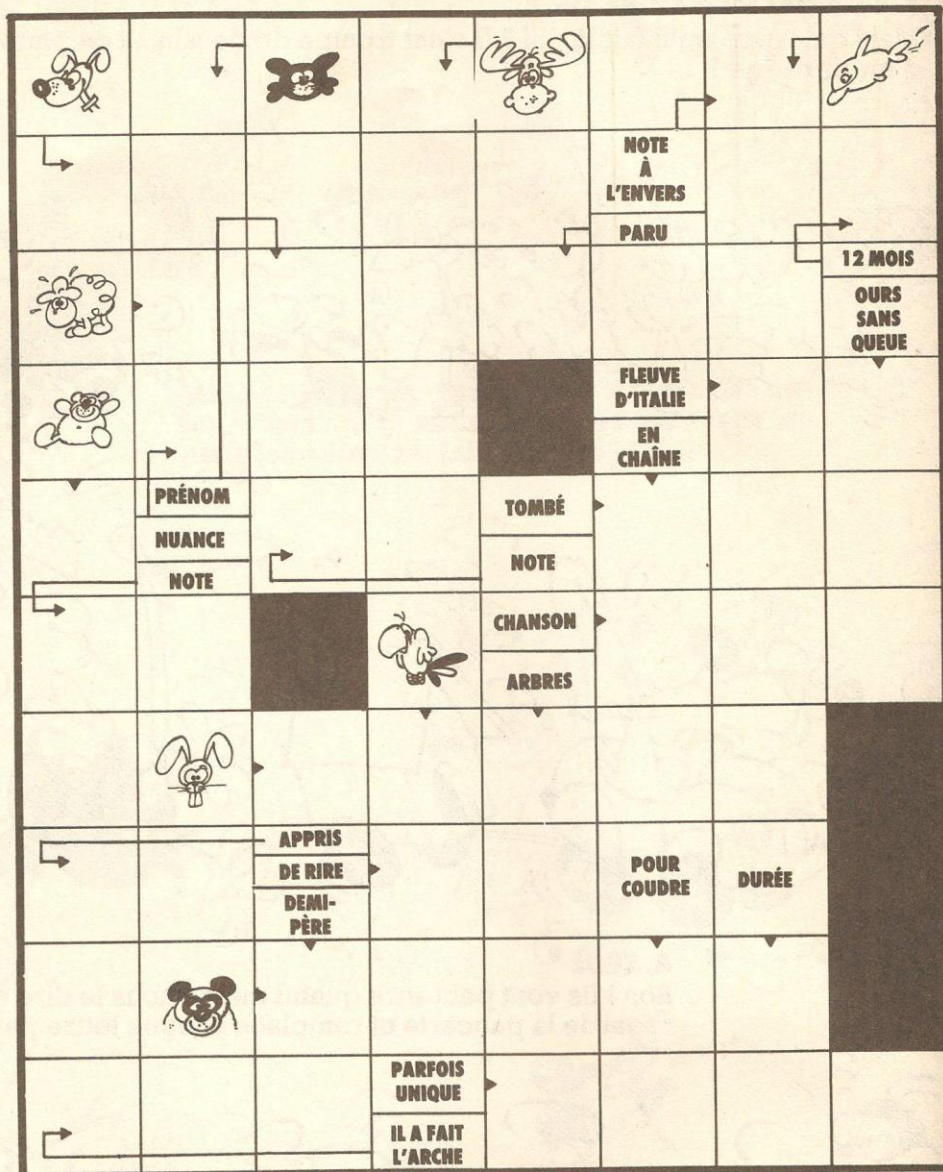 NOTE
À
L'ENVERS
PARU
12 MOIS
OURS
SANS
QUEUE
FLEUVE
D'ITALIE
EN
CHAÎNE
PRÉNOM
NUANCE
NOTE
TOMBÉ
NOTE
CHANSON
ARBRES
APPRIS
DE RIRE
DEMI-
PÈRE
POUR
COUDRE
DURÉE
PARFOIS
UNIQUE
IL A FAIT
L'ARCHE